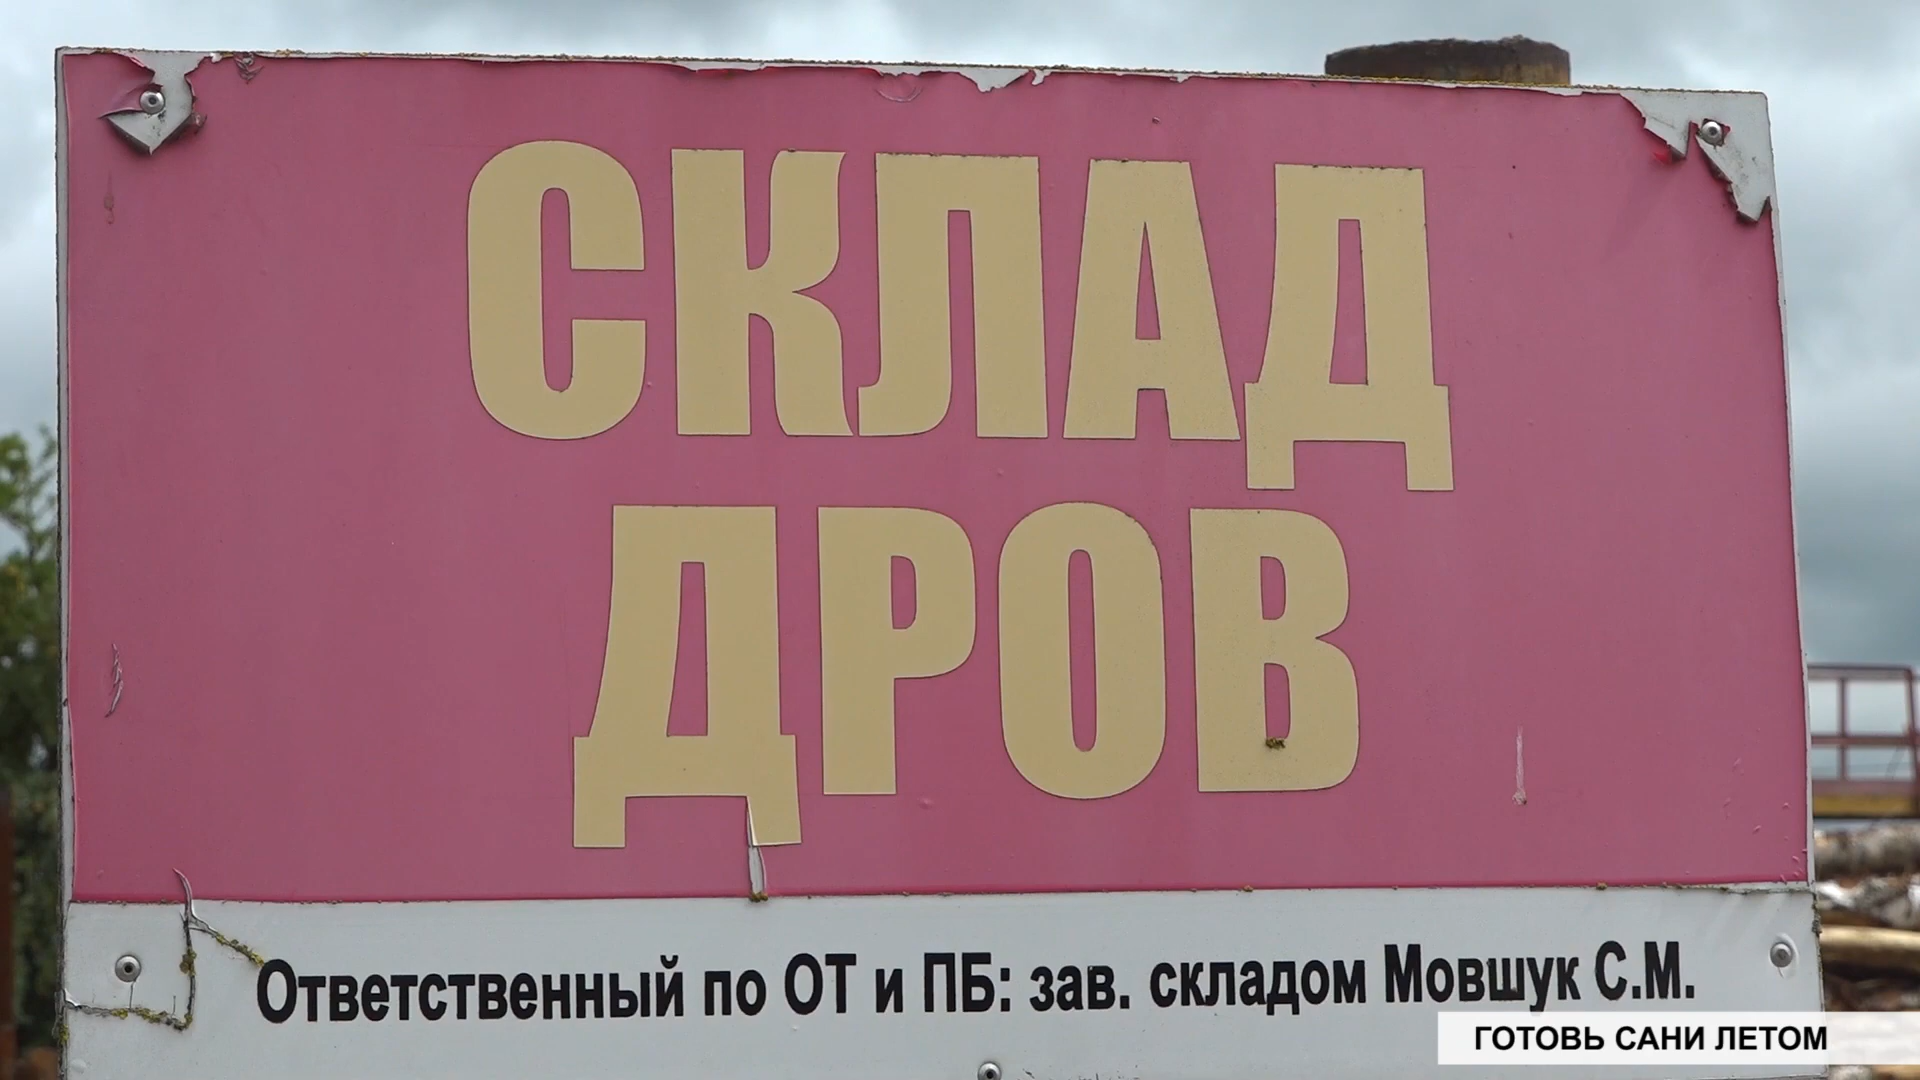 СКЛАД
ДРОВ
Ответственный по ОТ и ПБ: зав. складом Мовшук С.М.
ГОТОВЬ САНИ ЛЕТОМ